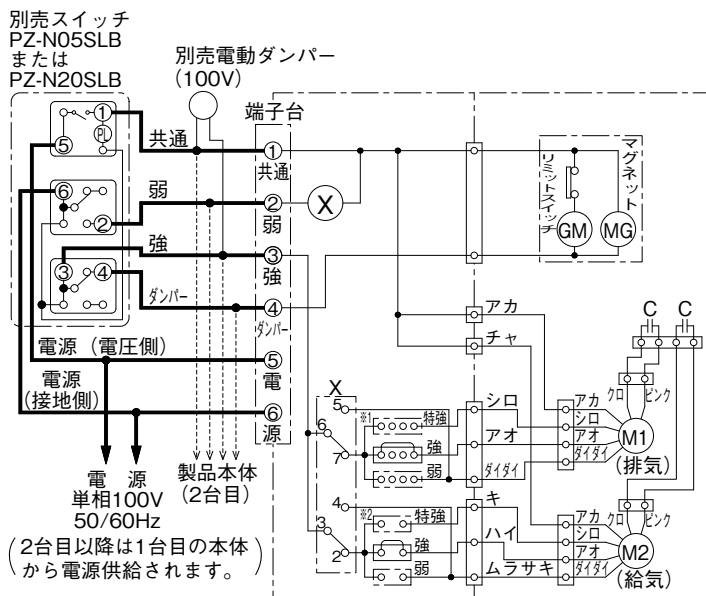 別売スイッチ
PZ-N05SLB
または
PZ-N20SLB
別売電動ダンパー
(100V)
端子台
①
PL
⑤
共通
①
共通
⑥
②
弱
②
弱
X
③
④
強
③
強
ダンパー
④
ダンパー
電源（電圧側）
⑤
電
電源
(接地側)
⑥
源
電 源
単相100V
50/60Hz
(2台目以降は1台目の本体
から電源供給されます。)
製品本体
(2台目)
マグネット
リミットスイッチ
GM
MG
アカ
チャ
C
C
X
5
6
7
※1
特強
強
弱
シロ
アオ
ダイダイ
アカ
シロ
アオ
ダイダイ
クロ
ピンク
M1
(排気)
4
3
2
※2
特強
強
弱
キ
ハイ
ムラサキ
アカ
シロ
アオ
ダイダイ
クロ
ピンク
M2
(給気)